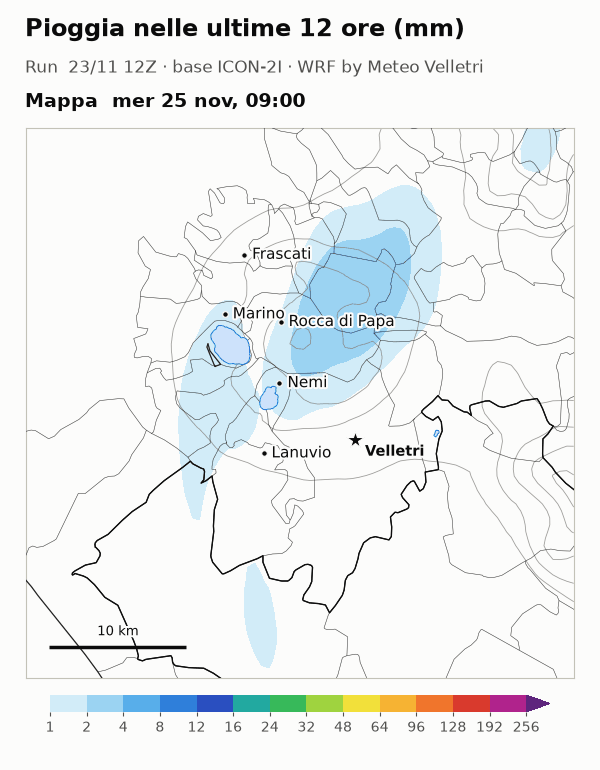 Pioggia nelle ultime 12 ore (mm)
Run 23/11 12Z · base ICON-2I · WRF by Meteo Velletri
Mappa mer 25 nov, 09:00
Frascati
Marino
Rocca di Papa
Nemi
Velletri
Lanuvio
10 km
1 2 4 8 12 16 24 32 48 64 96 128 192 256